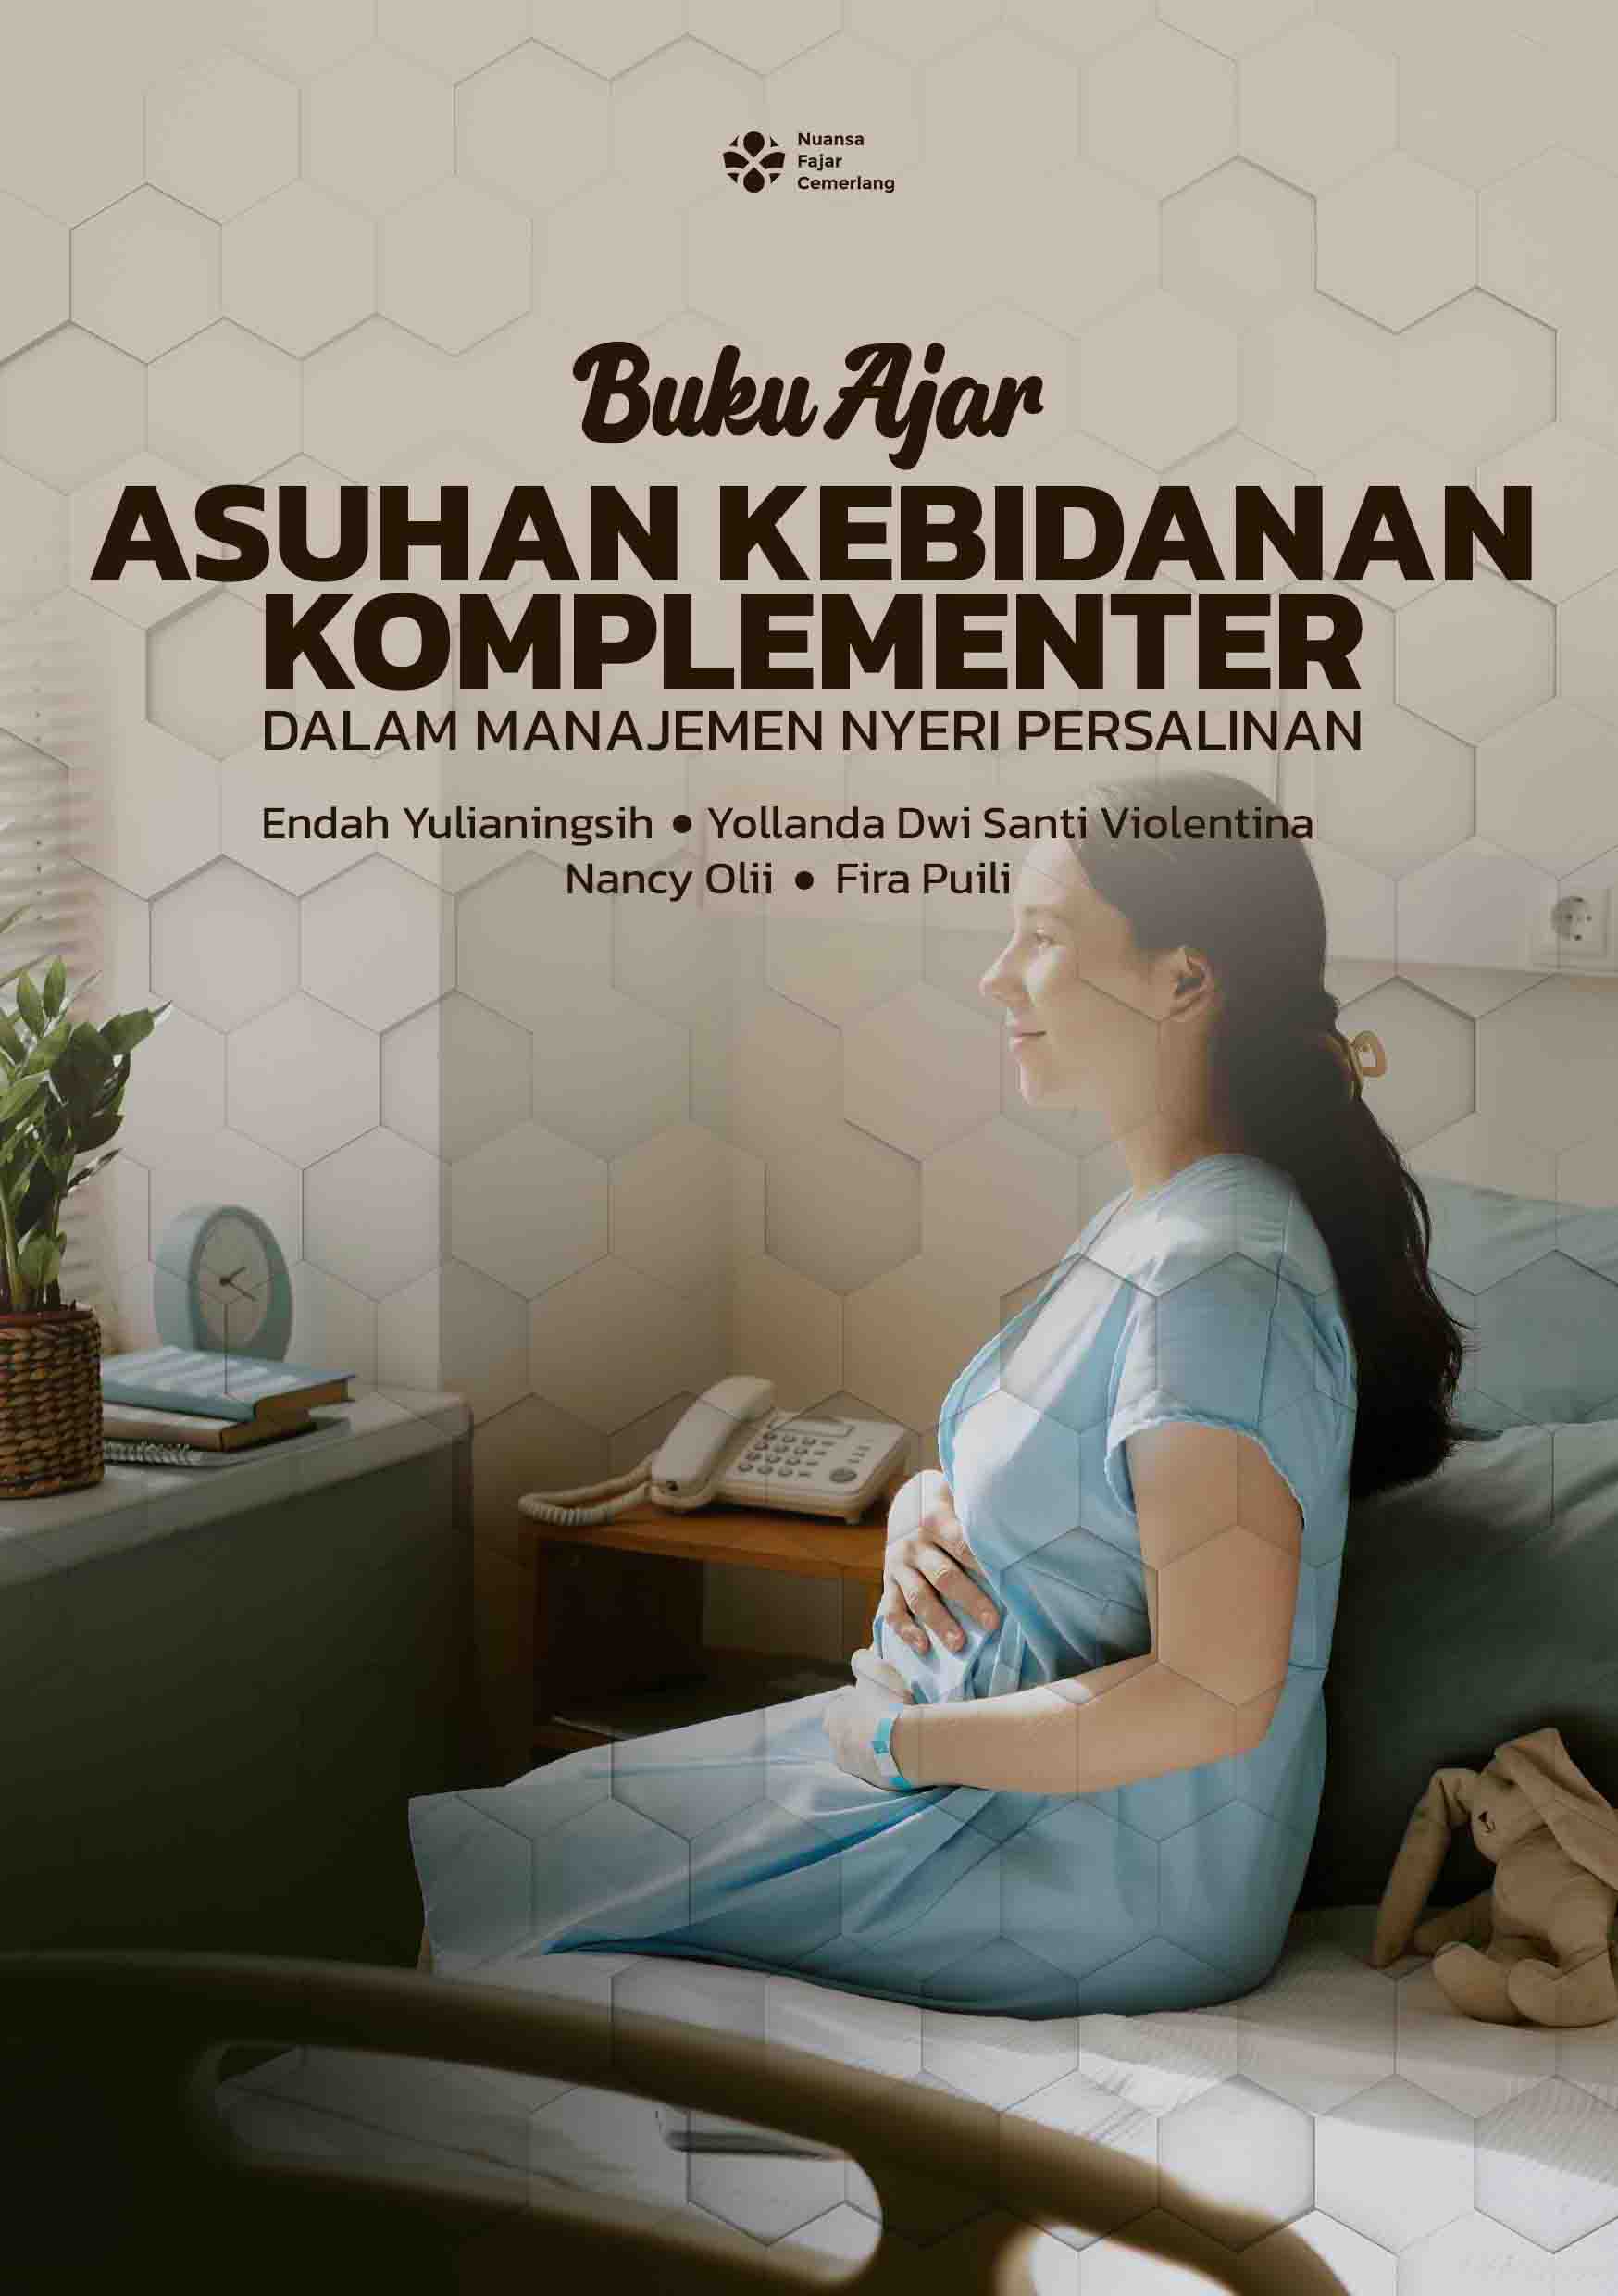 Nuansa
Fajar
Cemerlang
Buku Ajar
ASUHAN KEBIDANAN
KOMPLEMENTER
DALAM MANAJEMEN NYERI PERSALINAN
Endah Yulianingsih • Yollanda Dwi Santi Violentina
Nancy Olii • Fira Puili